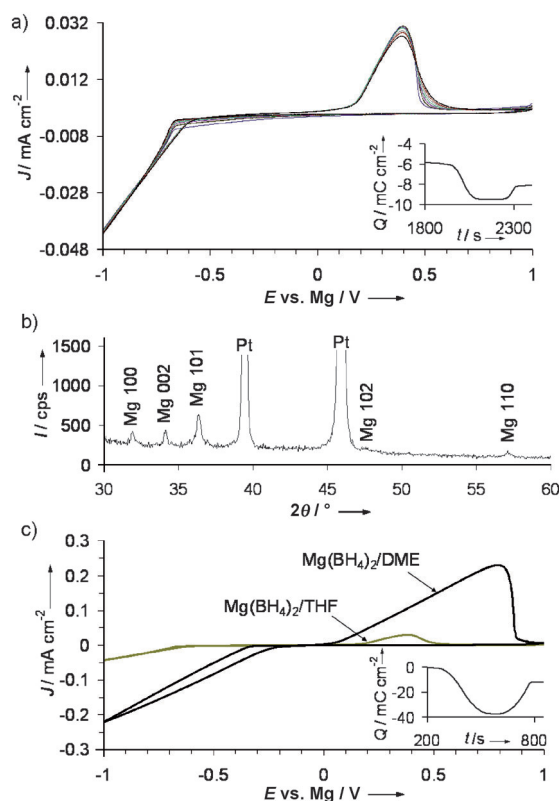 a)
0.032
0.012
-0.008
-0.028
-0.048
J / mA cm⁻²
-1 -0.5 0 0.5 1
E vs. Mg / V
Q / mC cm⁻²
-4
-6
-8
-10
1800 2300
t / s
b)
1500
1000
500
0
I / cps
Mg 100
Mg 002
Mg 101
Pt
Pt
Mg 102
Mg 110
30 35 40 45 50 55 60
2θ / °
c)
0.3
0.2
0.1
0
-0.1
-0.2
-0.3
J / mA cm⁻²
Mg(BH₄)₂/DME
Mg(BH₄)₂/THF
Q / mC cm⁻²
0
-20
-40
200 800
t / s
-1 -0.5 0 0.5 1
E vs. Mg / V